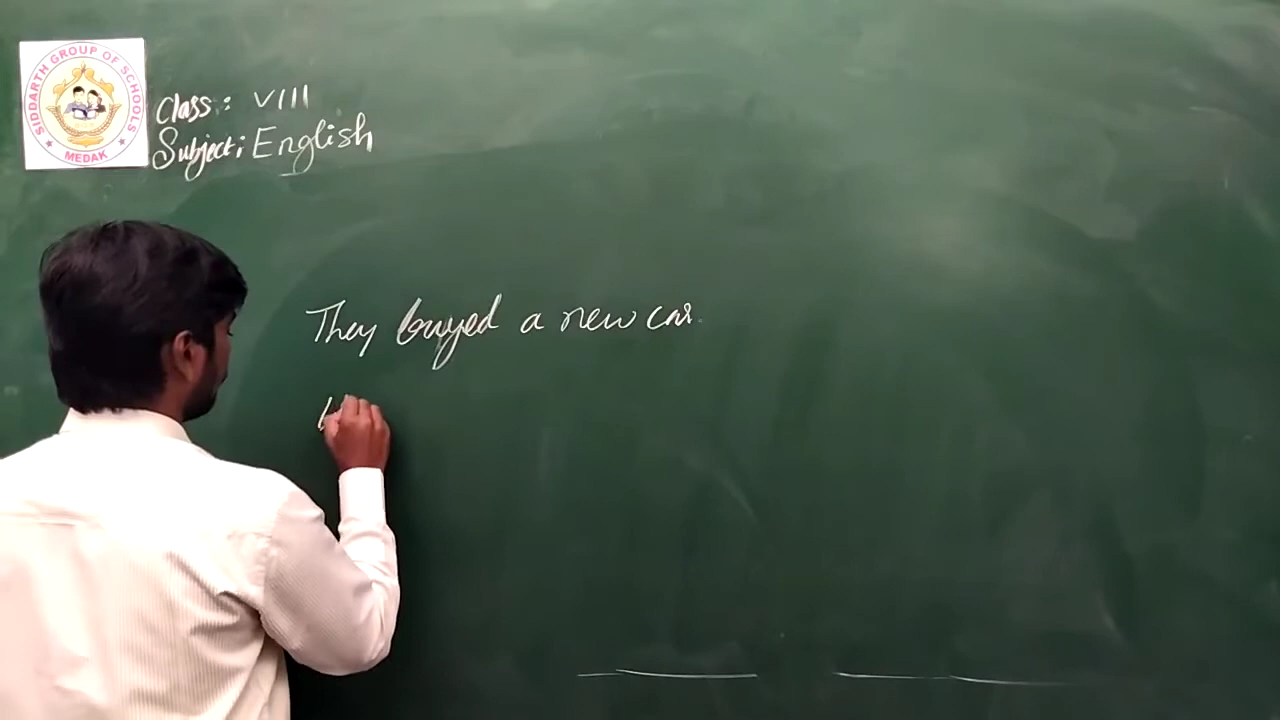 SIDDARTH GROUP OF SCHOOLS
MEDAK
Class: VIII
Subject: English
They buyed a new car.